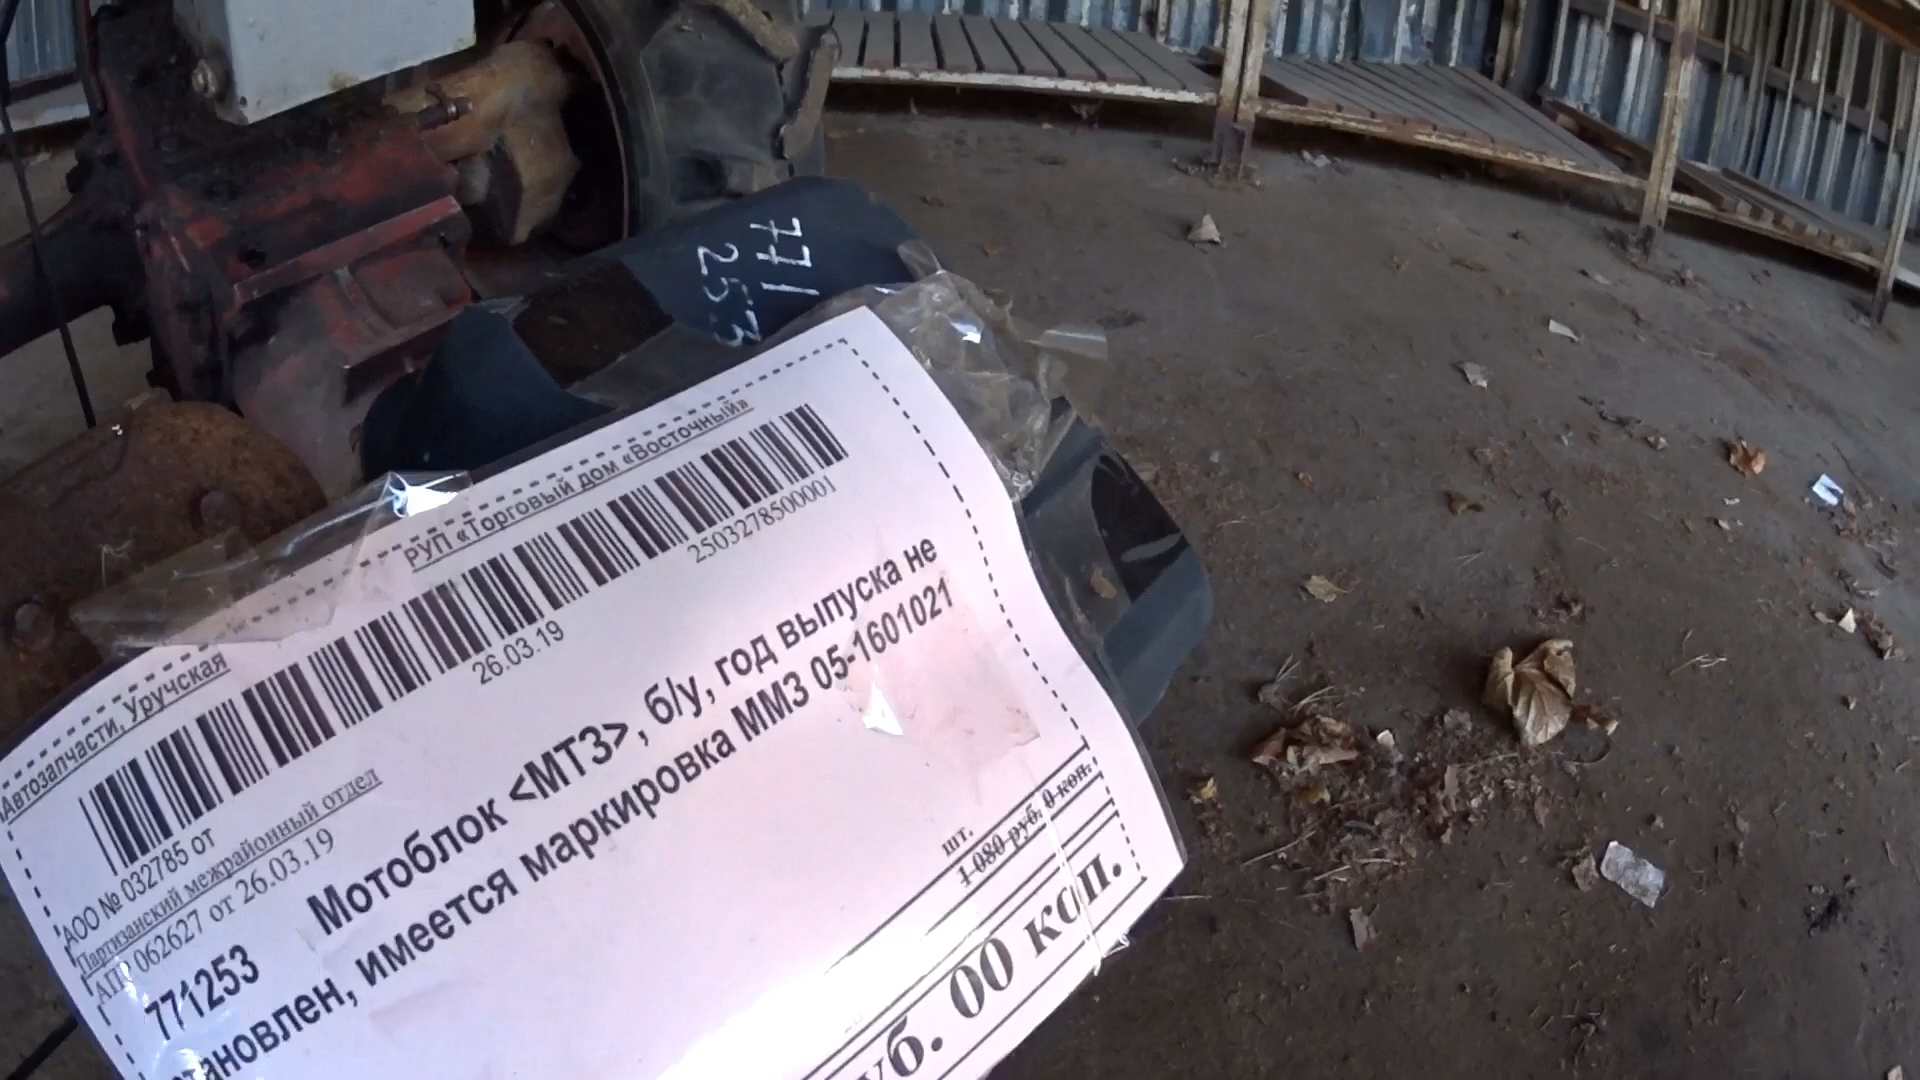 771
253
РУП «Торговый дом «Восточный»
«Автозапчасти, Уручская
2503278500001
АОО № 032785 от 26.03.19
Партизанский межрайонный отдел
АПР 062627 от 26.03.19
771253 Мотоблок <МТЗ>, б/у, год выпуска не
тановлен, имеется маркировка ММЗ 05-1601021
шт.
1 080 руб. 0 коп.
уб. 00 коп.